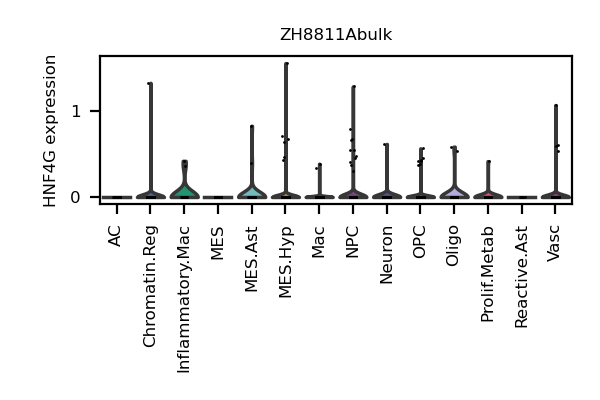 ZH8811Abulk
HNF4G expression
1
0
AC
Chromatin.Reg
Inflammatory.Mac
MES
MES.Ast
MES.Hyp
Mac
NPC
Neuron
OPC
Oligo
Prolif.Metab
Reactive.Ast
Vasc